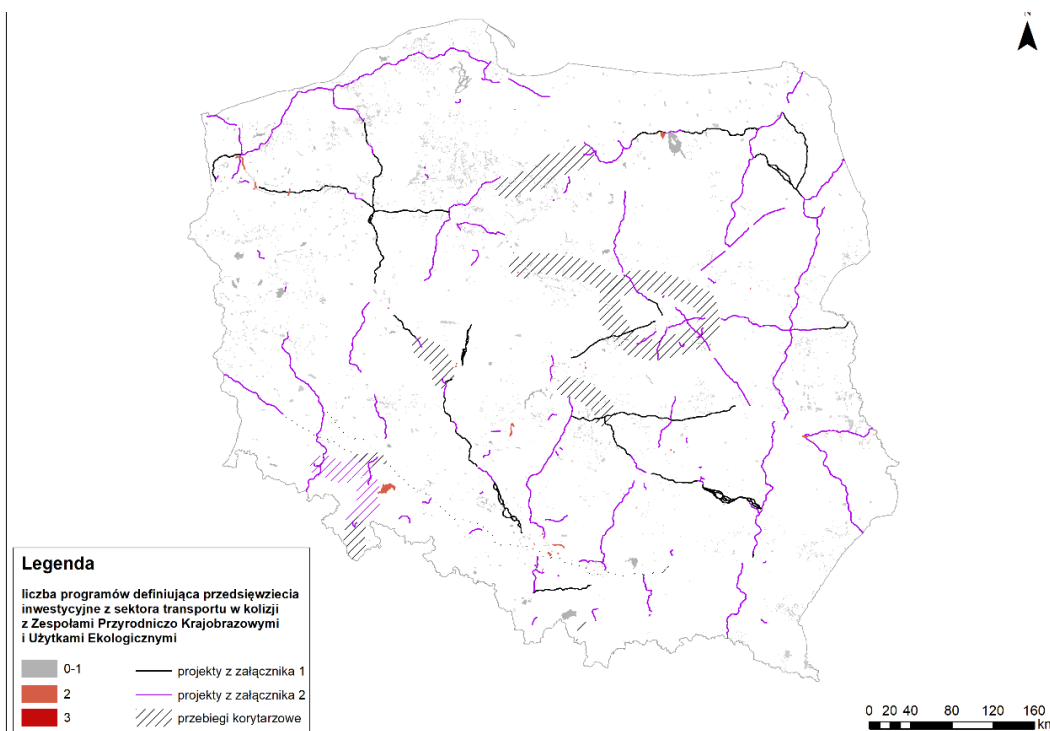 N
Legenda
liczba programów definiująca przedsięwziecia
inwestycyjne z sektora transportu w kolizji
z Zespołami Przyrodniczo Krajobrazowymi
i Użytkami Ekologicznymi
0-1
2
3
projekty z załącznika 1
projekty z załącznika 2
przebiegi korytarzowe
0 20 40 80 120 160
km